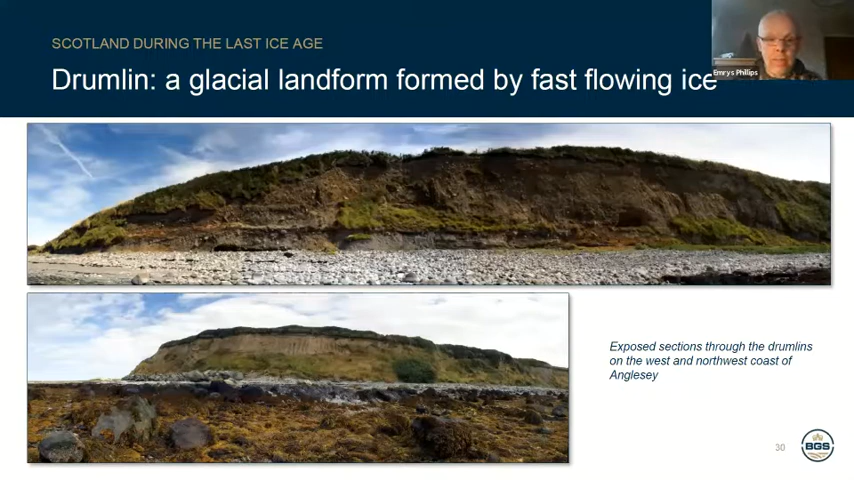 SCOTLAND DURING THE LAST ICE AGE
Drumlin: a glacial landform formed by fast flowing ice
Emrys Phillips
Exposed sections through the drumlins
on the west and northwest coast of
Anglesey
30
BGS